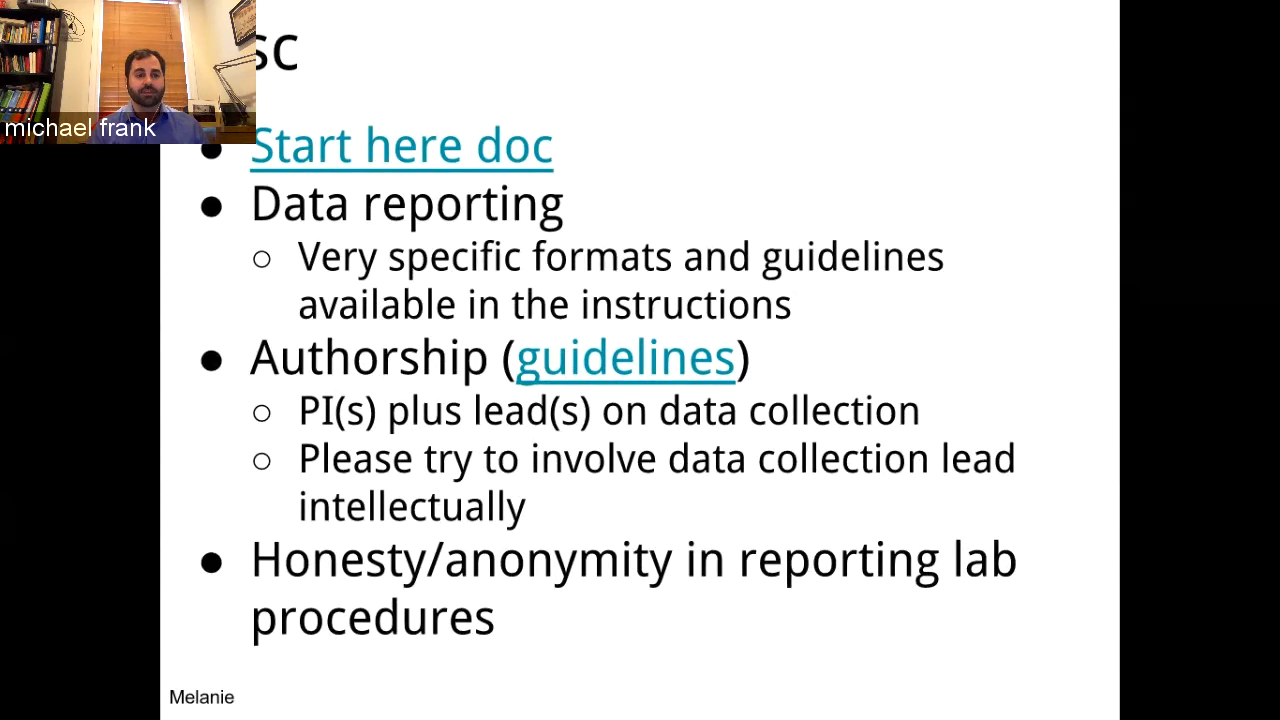 sc
michael frank
● Start here doc
● Data reporting
○ Very specific formats and guidelines
available in the instructions
● Authorship (guidelines)
○ PI(s) plus lead(s) on data collection
○ Please try to involve data collection lead
intellectually
● Honesty/anonymity in reporting lab
procedures
Melanie